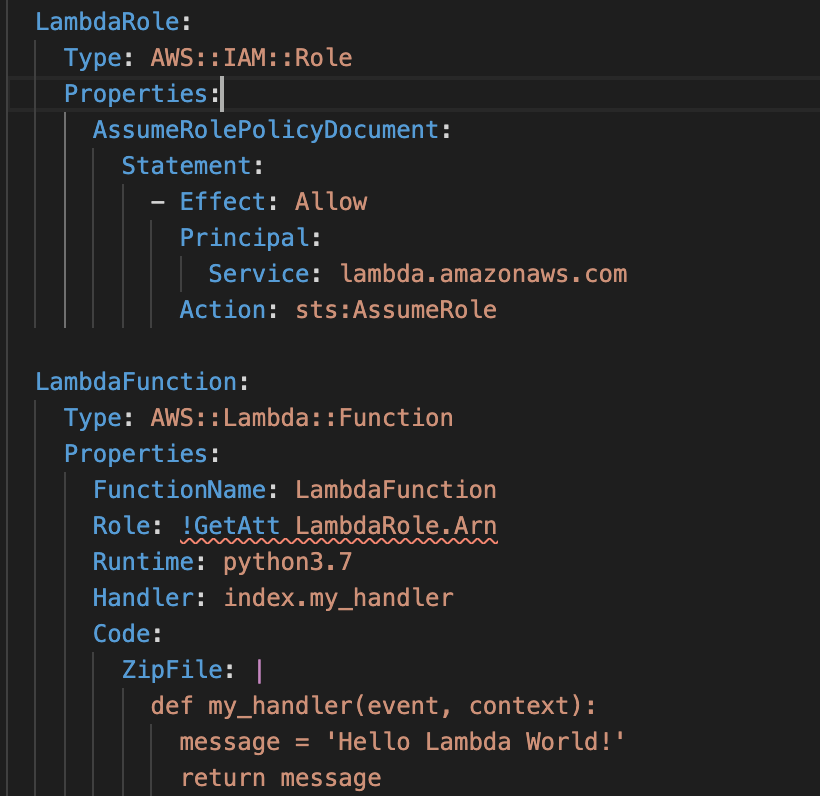 LambdaRole:
  Type: AWS::IAM::Role
  Properties:
    AssumeRolePolicyDocument:
      Statement:
        - Effect: Allow
          Principal:
            Service: lambda.amazonaws.com
          Action: sts:AssumeRole

LambdaFunction:
  Type: AWS::Lambda::Function
  Properties:
    FunctionName: LambdaFunction
    Role: !GetAtt LambdaRole.Arn
    Runtime: python3.7
    Handler: index.my_handler
    Code:
      ZipFile: |
        def my_handler(event, context):
          message = 'Hello Lambda World!'
          return message